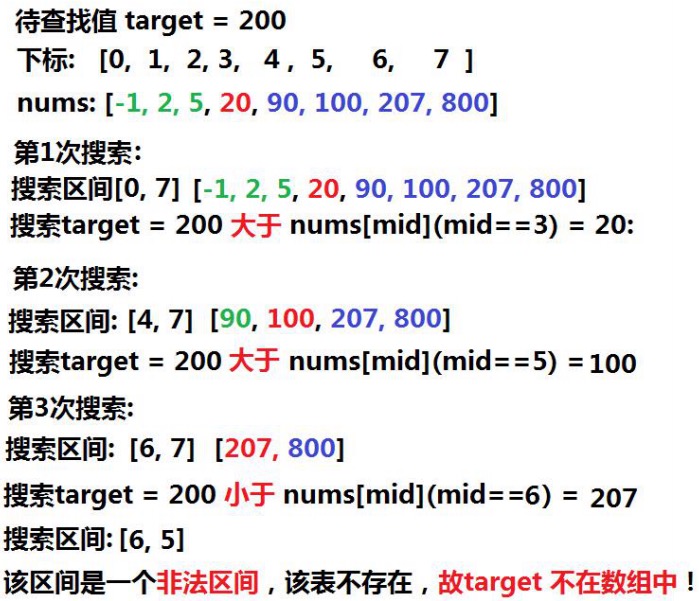 待查找值 target = 200
下标: [0, 1, 2, 3, 4 , 5, 6, 7 ]
nums: [-1, 2, 5, 20, 90, 100, 207, 800]
第1次搜索:
搜索区间[0, 7] [-1, 2, 5, 20, 90, 100, 207, 800]
搜索target = 200 大于 nums[mid](mid==3) = 20:
第2次搜索:
搜索区间: [4, 7] [90, 100, 207, 800]
搜索target = 200 大于 nums[mid](mid==5) = 100
第3次搜索:
搜索区间: [6, 7] [207, 800]
搜索target = 200 小于 nums[mid](mid==6) = 207
搜索区间: [6, 5]
该区间是一个非法区间，该表不存在，故target 不在数组中！